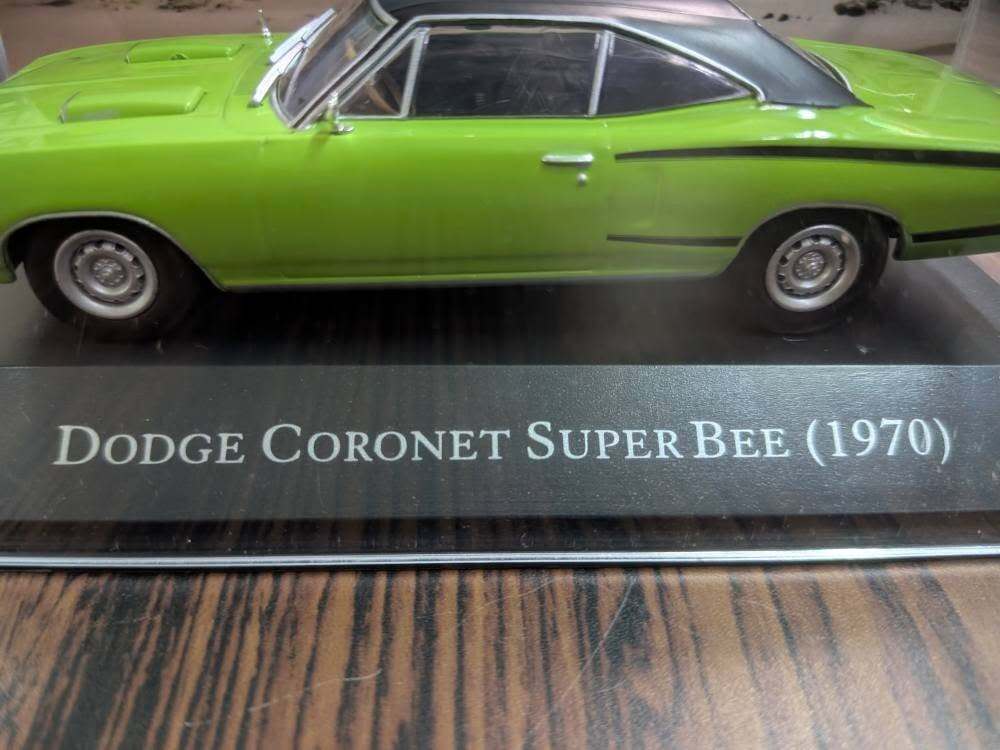 DODGE CORONET SUPER BEE (1970)